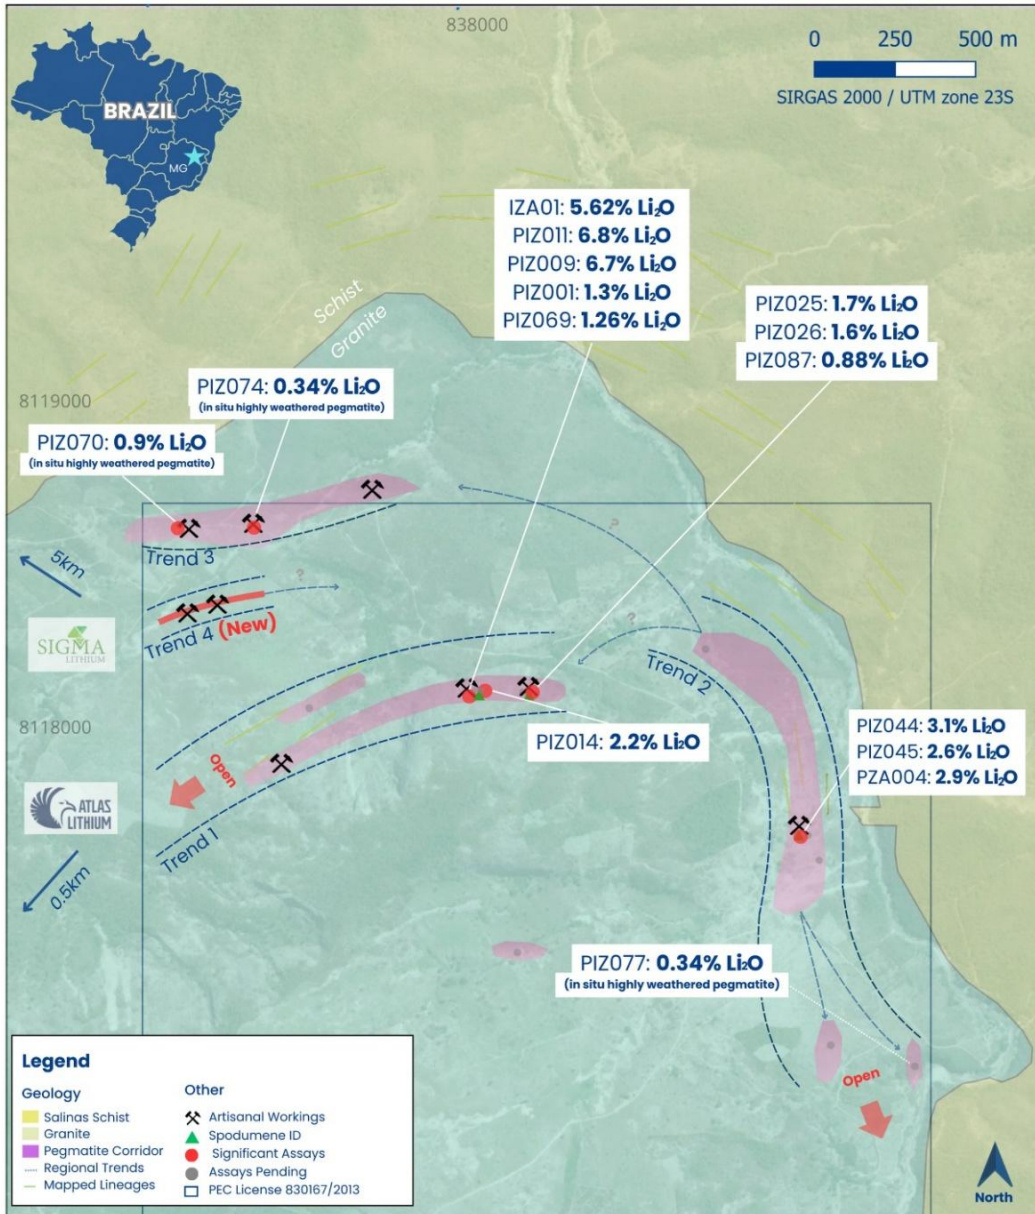 838000
0 250 500 m
SIRGAS 2000 / UTM zone 23S
BRAZIL
MG
IZA01: 5.62% Li₂O
PIZ011: 6.8% Li₂O
PIZ009: 6.7% Li₂O
PIZ001: 1.3% Li₂O
PIZ069: 1.26% Li₂O
PIZ025: 1.7% Li₂O
PIZ026: 1.6% Li₂O
PIZ087: 0.88% Li₂O
Schist
Granite
PIZ074: 0.34% Li₂O
(in situ highly weathered pegmatite)
8119000
PIZ070: 0.9% Li₂O
(in situ highly weathered pegmatite)
?
Trend 3
5km
?
?
SIGMA
LITHIUM
Trend 4 (New)
Trend 2
8118000
PIZ014: 2.2% Li₂O
PIZ044: 3.1% Li₂O
PIZ045: 2.6% Li₂O
PZA004: 2.9% Li₂O
Open
ATLAS
LITHIUM
Trend 1
0.5km
PIZ077: 0.34% Li₂O
(in situ highly weathered pegmatite)
Open
Legend
Geology
Salinas Schist
Granite
Pegmatite Corridor
Regional Trends
Mapped Lineages
Other
Artisanal Workings
Spodumene ID
Significant Assays
Assays Pending
PEC License 830167/2013
North